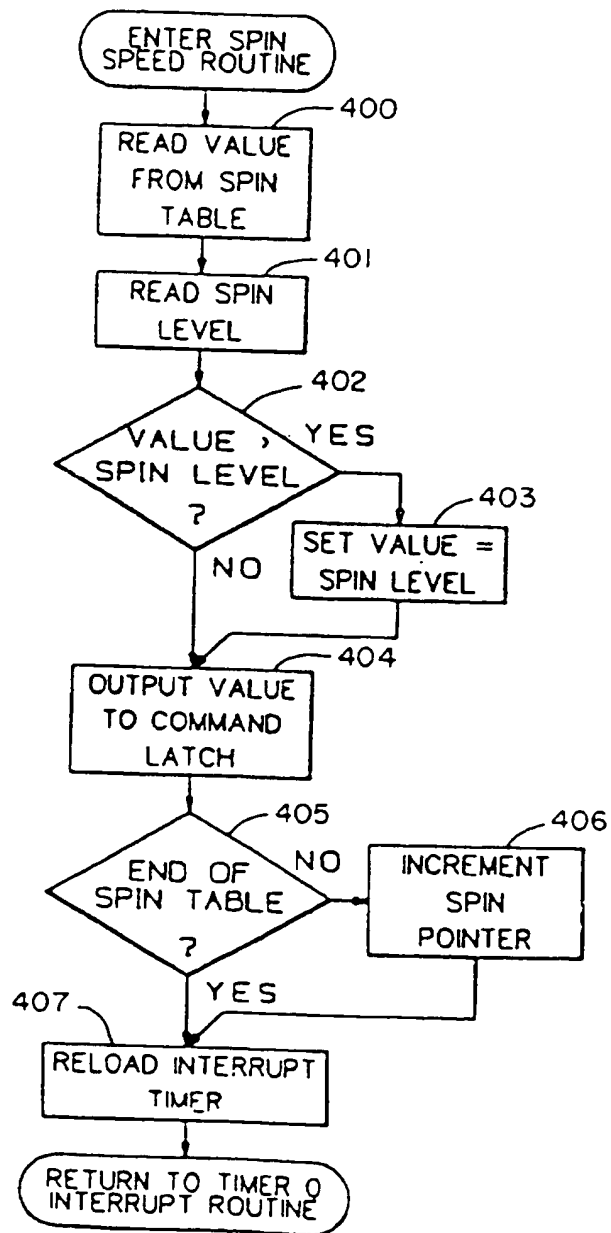 ENTER SPIN
SPEED ROUTINE
400
READ VALUE
FROM SPIN
TABLE
401
READ SPIN
LEVEL
402
VALUE >
SPIN LEVEL
?
YES
403
SET VALUE =
SPIN LEVEL
NO
404
OUTPUT VALUE
TO COMMAND
LATCH
405
END OF
SPIN TABLE
?
NO
406
INCREMENT
SPIN
POINTER
YES
407
RELOAD INTERRUPT
TIMER
RETURN TO TIMER 0
INTERRUPT ROUTINE